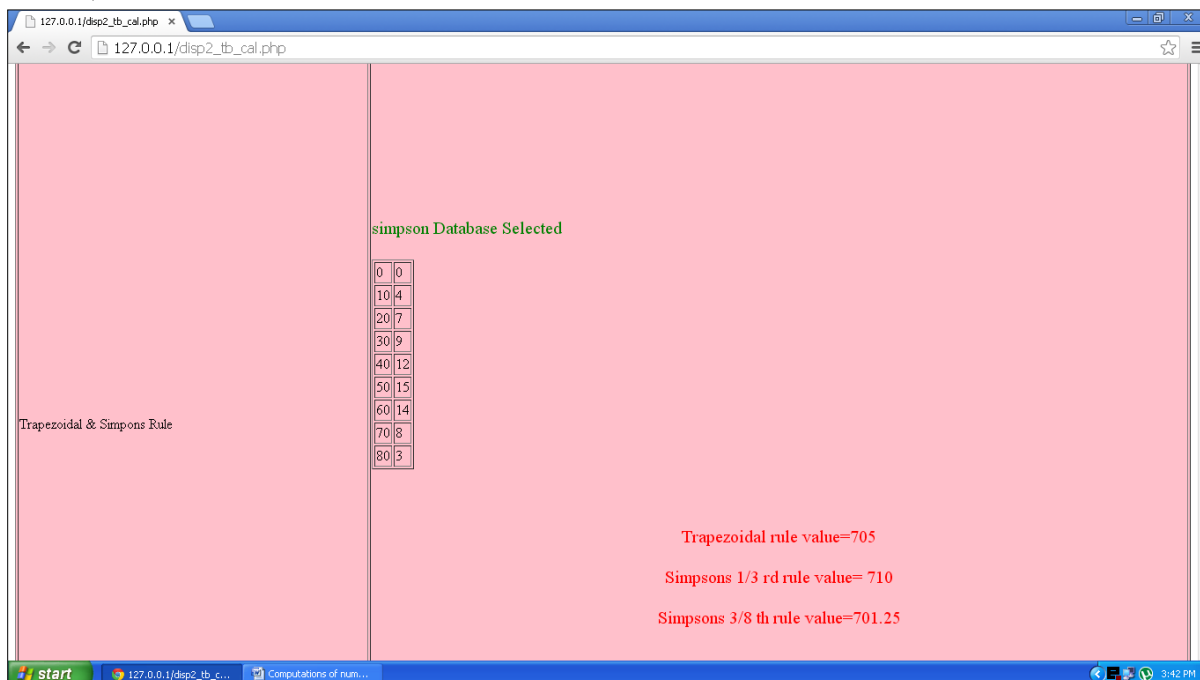 127.0.0.1/disp2_tb_cal.php
127.0.0.1/disp2_tb_cal.php
simpson Database Selected
0 0
10 4
20 7
30 9
40 12
50 15
60 14
70 8
80 3
Trapezoidal & Simpons Rule
Trapezoidal rule value=705
Simpsons 1/3 rd rule value= 710
Simpsons 3/8 th rule value=701.25
start
127.0.0.1/disp2_tb_c...
Computations of num...
3:42 PM